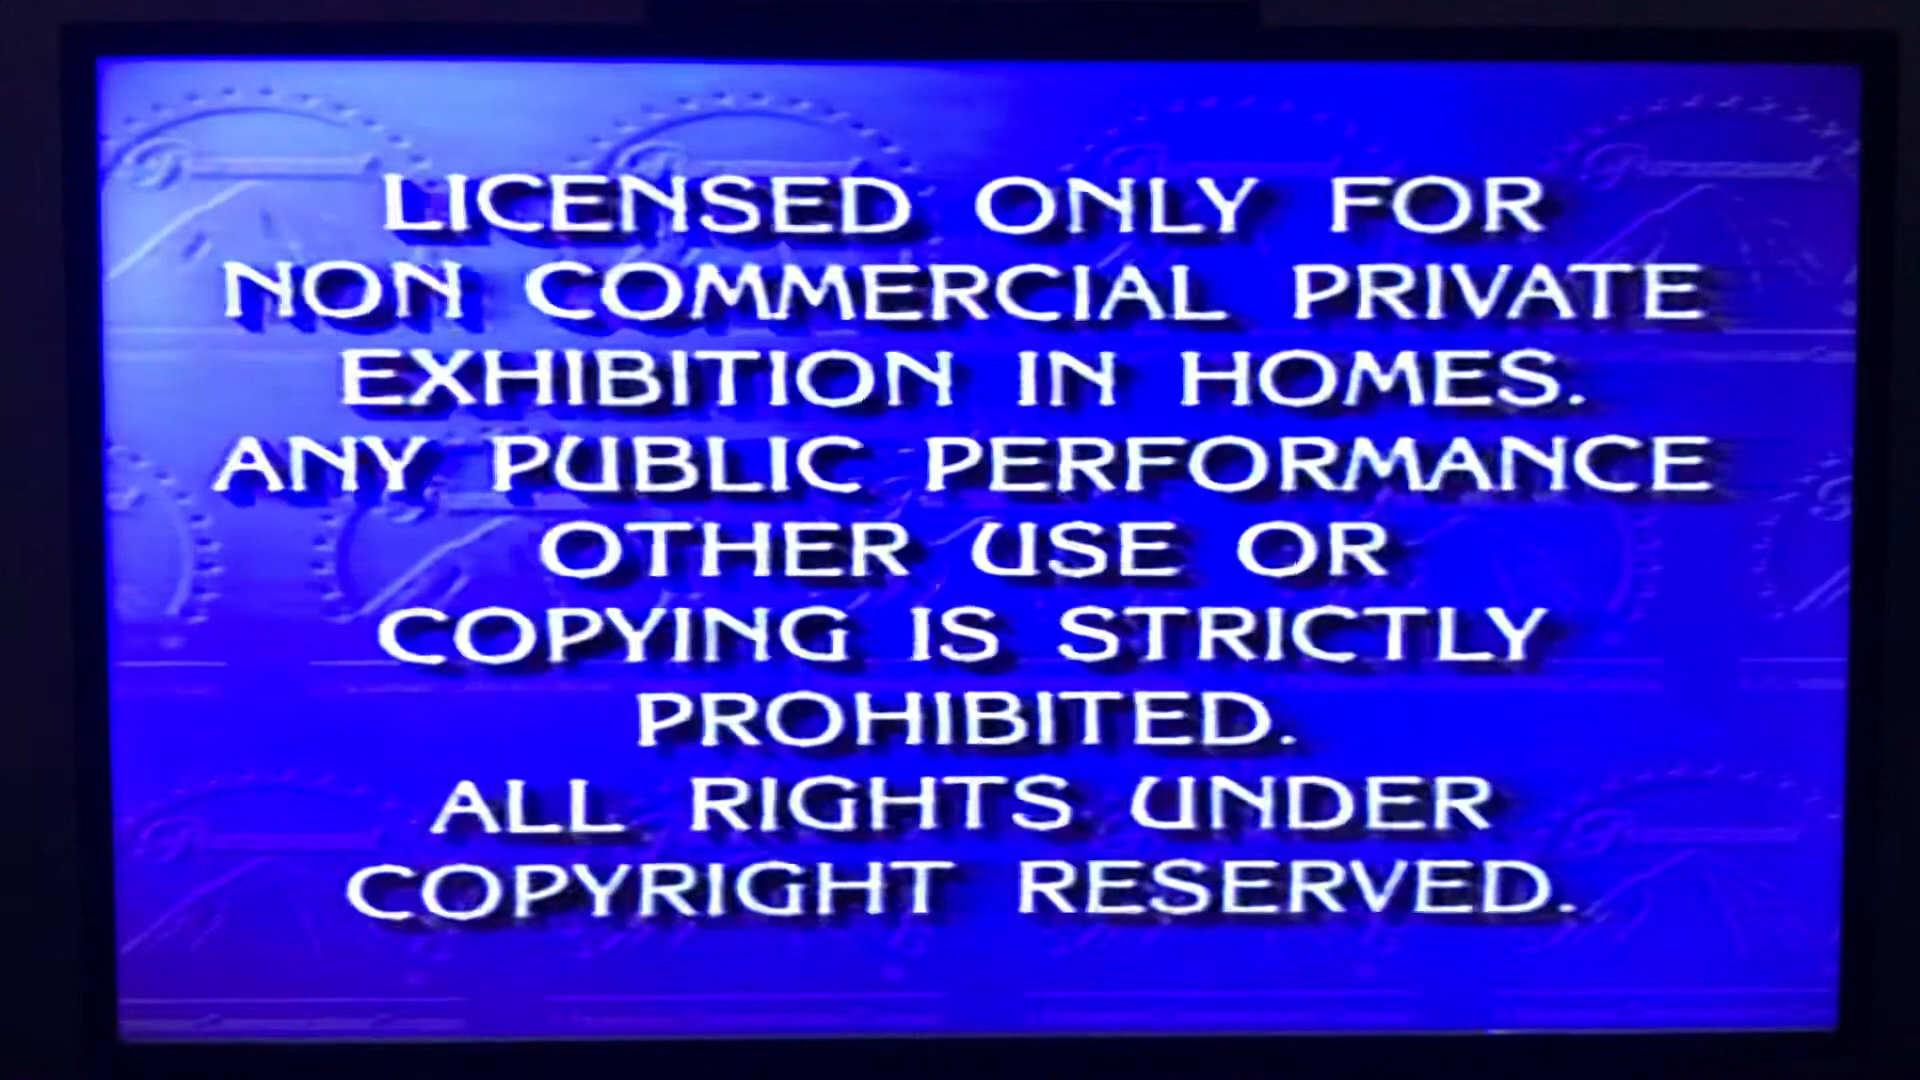 LICENSED ONLY FOR
NON COMMERCIAL PRIVATE
EXHIBITION IN HOMES.
ANY PUBLIC PERFORMANCE
OTHER USE OR
COPYING IS STRICTLY
PROHIBITED.
ALL RIGHTS UNDER
COPYRIGHT RESERVED.